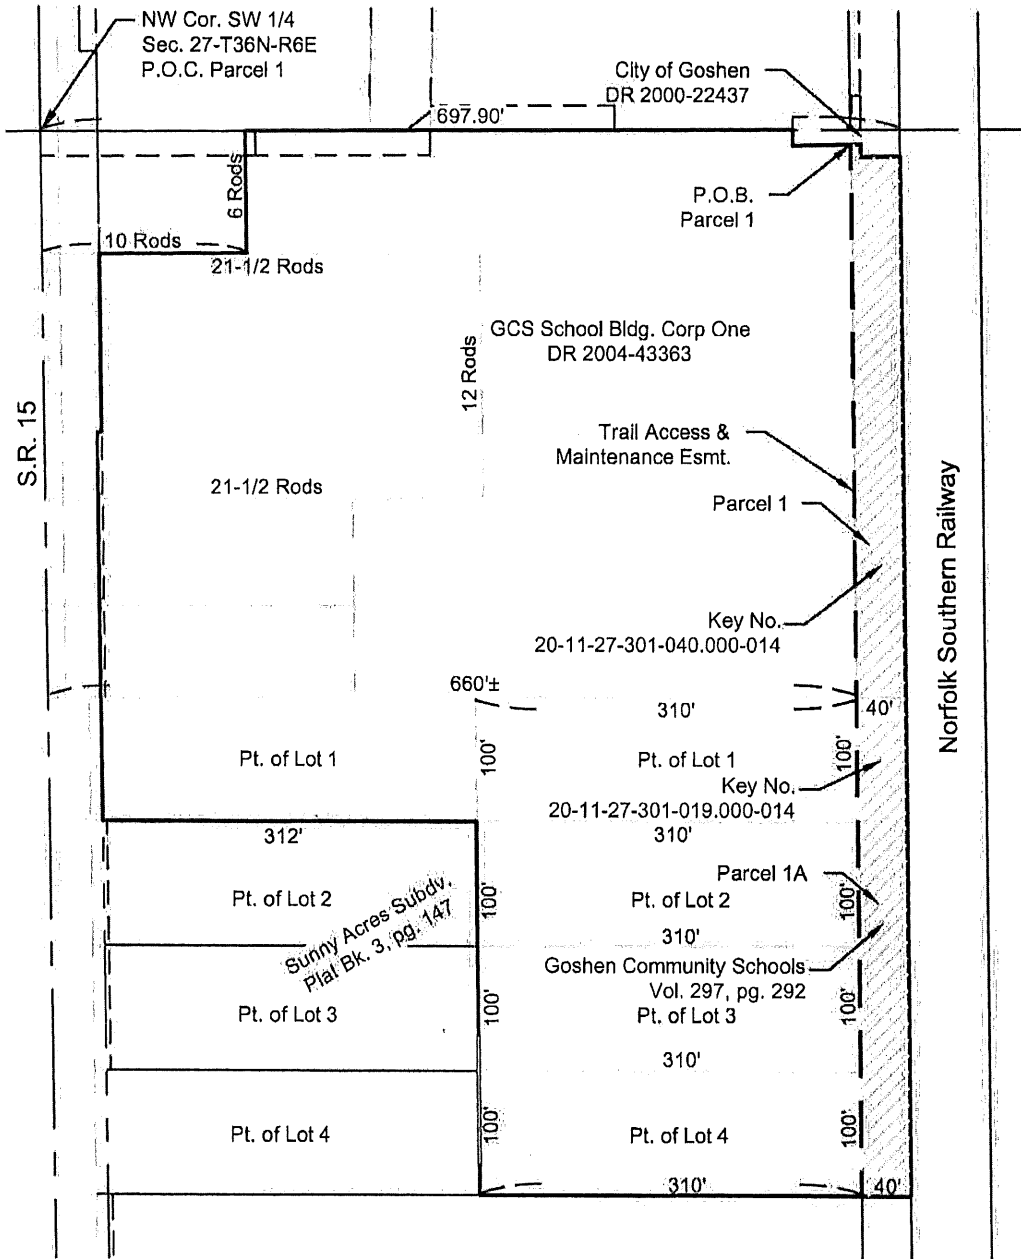 NW Cor. SW 1/4
Sec. 27-T36N-R6E
P.O.C. Parcel 1
City of Goshen
DR 2000-22437
697.90'
6 Rods
P.O.B.
Parcel 1
10 Rods
21-1/2 Rods
GCS School Bldg. Corp One
DR 2004-43363
12 Rods
S.R. 15
Trail Access &
Maintenance Esmt.
21-1/2 Rods
Parcel 1
Norfolk Southern Railway
Key No.
20-11-27-301-040.000-014
660'±
310'
40'
Pt. of Lot 1
100'
Pt. of Lot 1
100'
Key No.
20-11-27-301-019.000-014
312'
310'
Parcel 1A
Pt. of Lot 2
100'
Pt. of Lot 2
100'
Sunny Acres Subdv.
Plat Bk. 3, pg. 147
310'
Goshen Community Schools
Vol. 297, pg. 292
Pt. of Lot 3
100'
Pt. of Lot 3
100'
310'
Pt. of Lot 4
100'
Pt. of Lot 4
100'
310'
40'